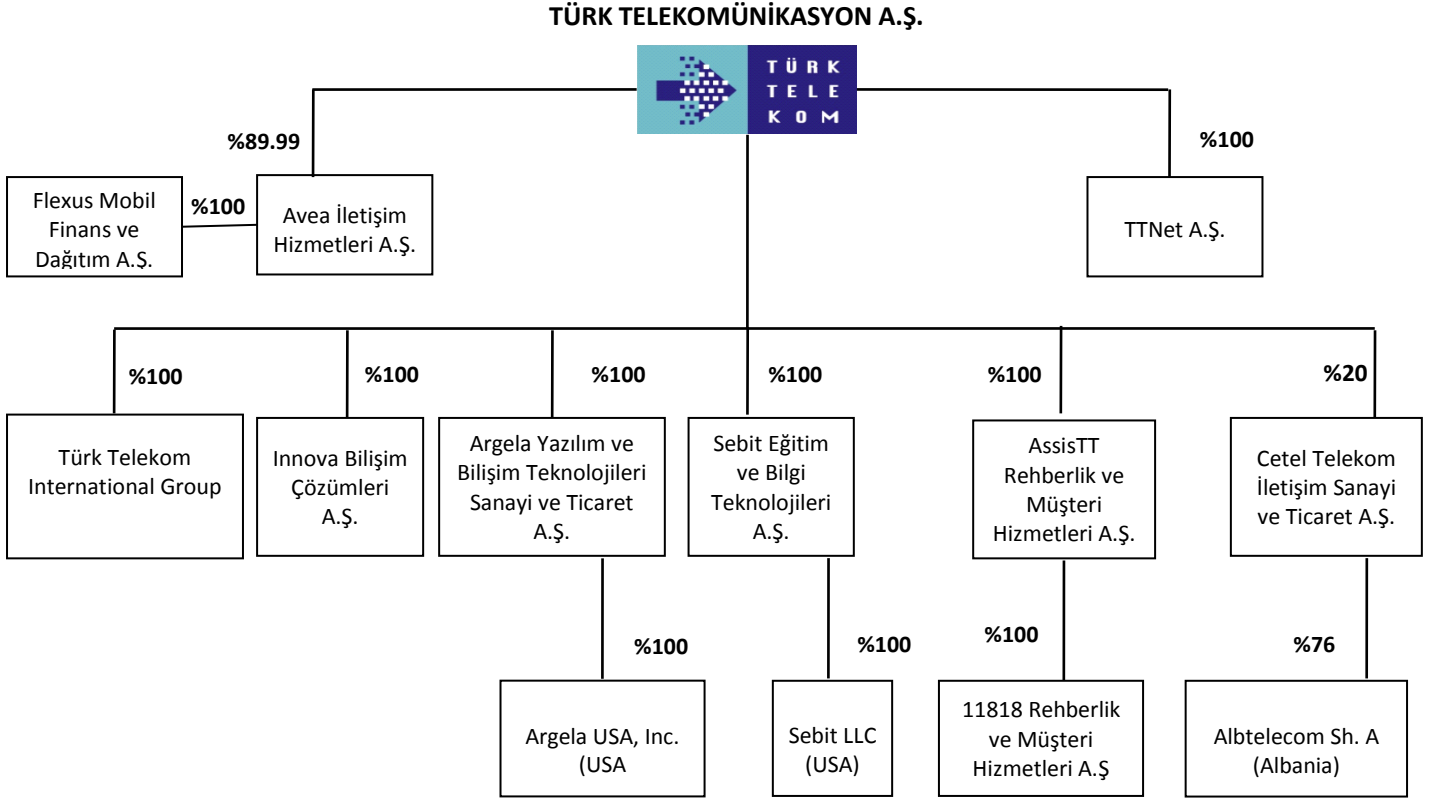 TÜRK TELEKOMÜNİKASYON A.Ş.
TÜRK
TELE
KOM
%89.99
%100
Flexus Mobil
Finans ve
Dağıtım A.Ş.
%100
Avea İletişim
Hizmetleri A.Ş.
TTNet A.Ş.
%100
%100
%100
%100
%100
%20
Türk Telekom
International Group
Innova Bilişim
Çözümleri
A.Ş.
Argela Yazılım ve
Bilişim Teknolojileri
Sanayi ve Ticaret
A.Ş.
Sebit Eğitim
ve Bilgi
Teknolojileri
A.Ş.
AssisTT
Rehberlik ve
Müşteri
Hizmetleri A.Ş.
Cetel Telekom
İletişim Sanayi
ve Ticaret A.Ş.
%100
%100
%100
%76
Argela USA, Inc.
(USA
Sebit LLC
(USA)
11818 Rehberlik
ve Müşteri
Hizmetleri A.Ş
Albtelecom Sh. A
(Albania)